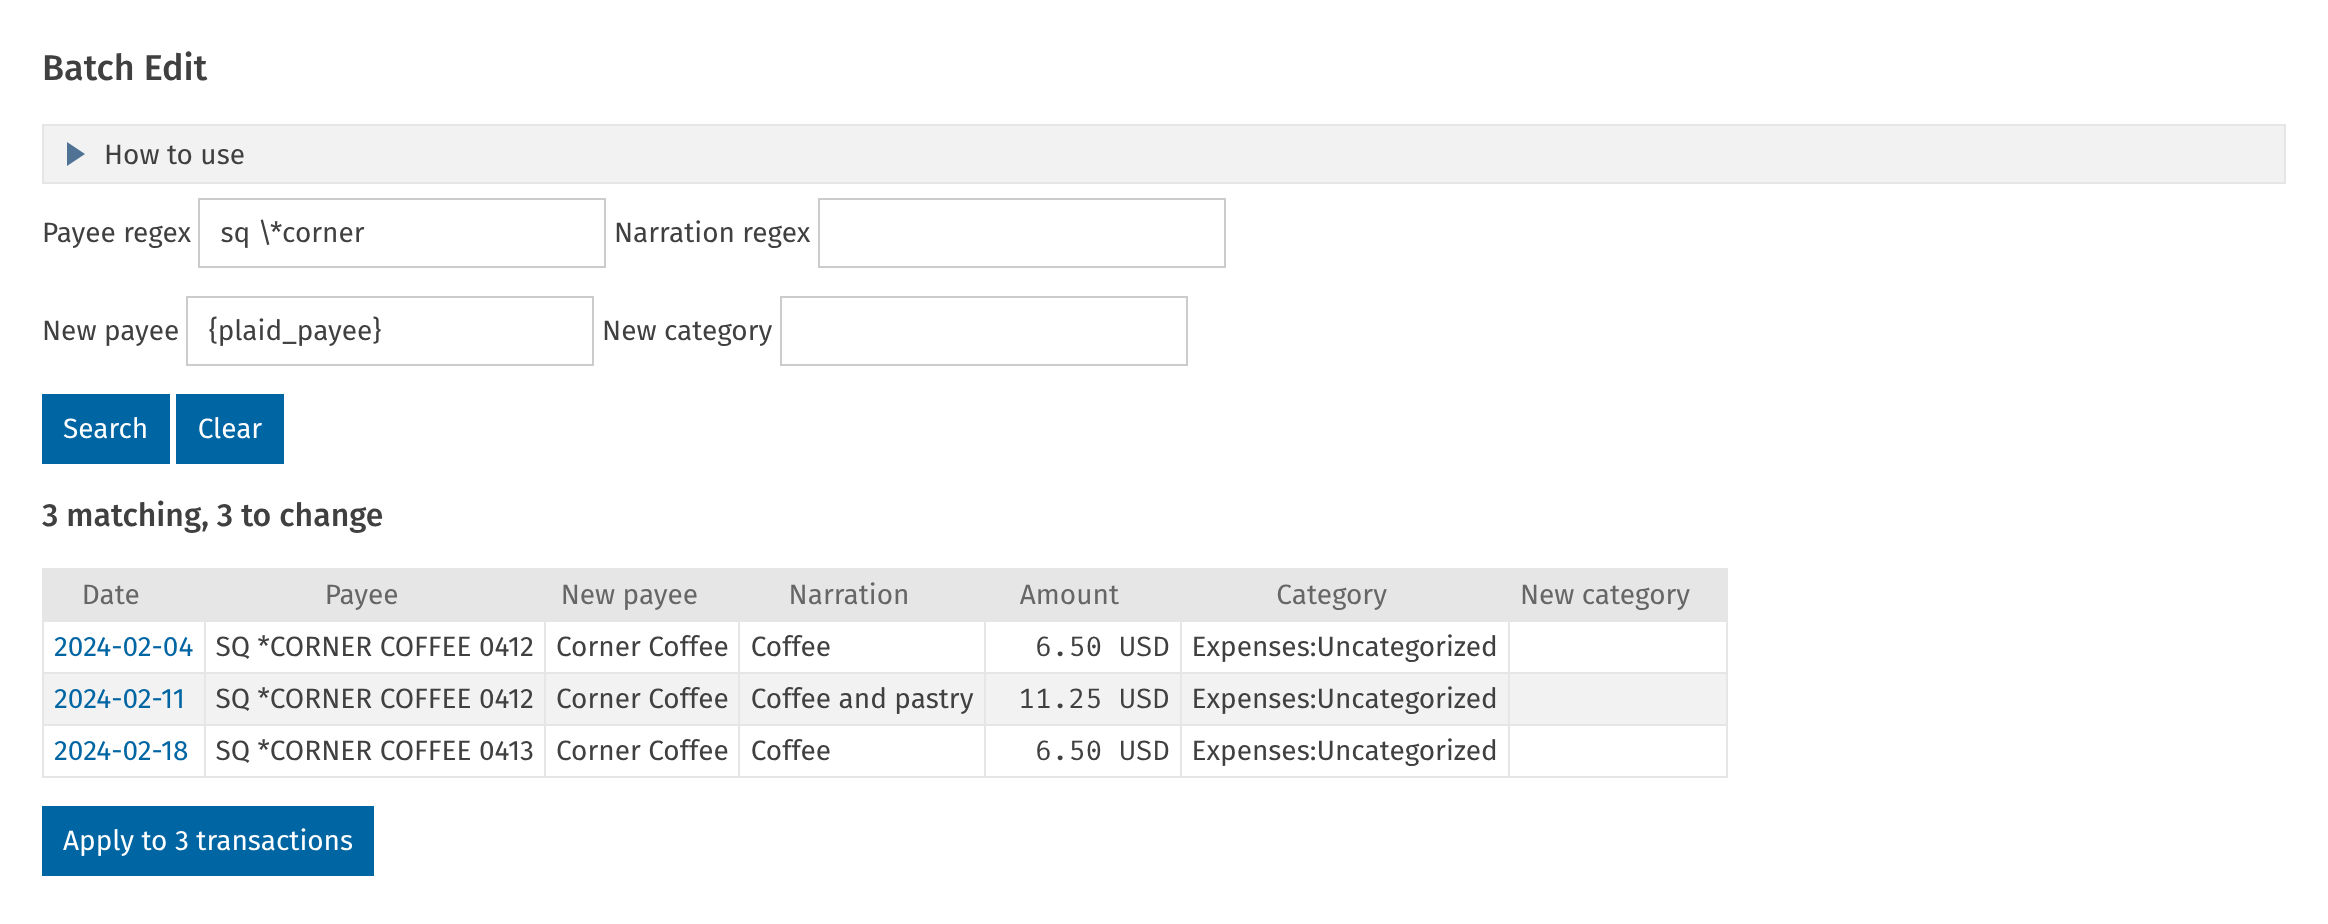 Batch Edit
How to use
Payee regex sq \*corner Narration regex
New payee {plaid_payee} New category
Search Clear
3 matching, 3 to change
Date Payee New payee Narration Amount Category New category
2024-02-04 SQ *CORNER COFFEE 0412 Corner Coffee Coffee 6.50 USD Expenses:Uncategorized
2024-02-11 SQ *CORNER COFFEE 0412 Corner Coffee Coffee and pastry 11.25 USD Expenses:Uncategorized
2024-02-18 SQ *CORNER COFFEE 0413 Corner Coffee Coffee 6.50 USD Expenses:Uncategorized
Apply to 3 transactions